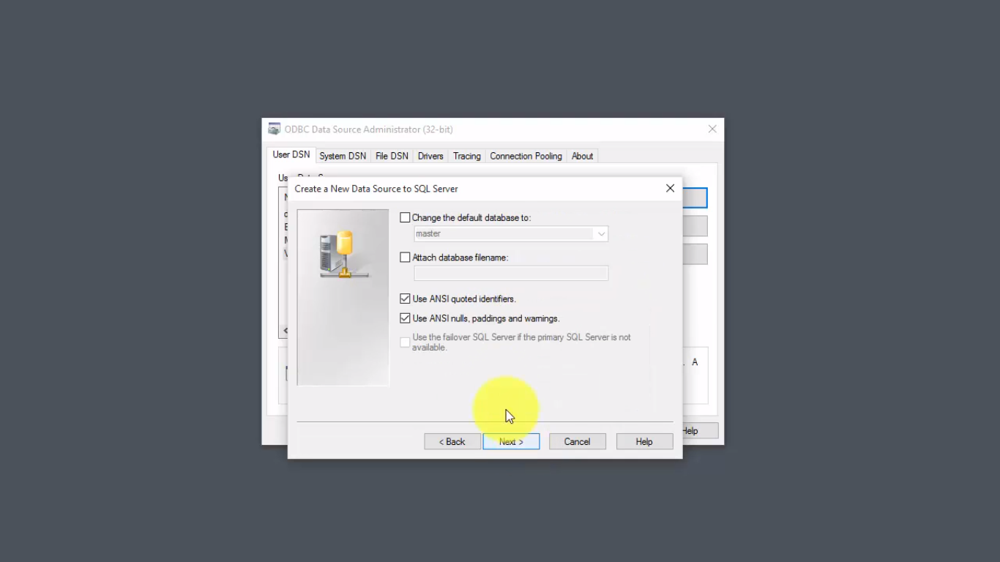 ODBC Data Source Administrator (32-bit)
User DSN System DSN File DSN Drivers Tracing Connection Pooling About
Create a New Data Source to SQL Server
Change the default database to:
master
Attach database filename:
Use ANSI quoted identifiers.
Use ANSI nulls, paddings and warnings.
Use the failover SQL Server if the primary SQL Server is not
available.
. A
< Back Next > Cancel Help
Help